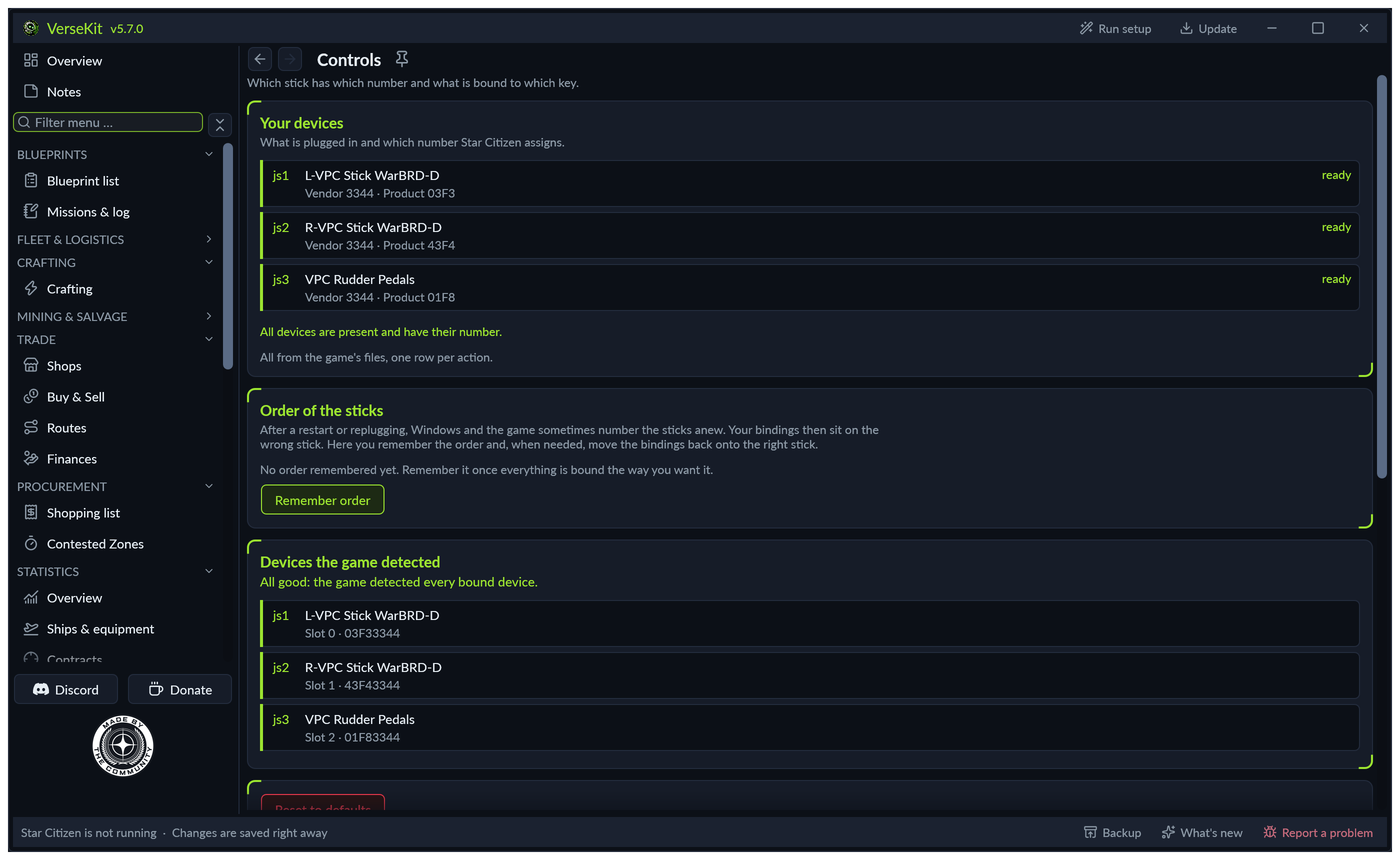 VerseKit v5.7.0
Run setup
Update
Overview
Notes
Filter menu ...
BLUEPRINTS
Blueprint list
Missions & log
FLEET & LOGISTICS
CRAFTING
Crafting
MINING & SALVAGE
TRADE
Shops
Buy & Sell
Routes
Finances
PROCUREMENT
Shopping list
Contested Zones
STATISTICS
Overview
Ships & equipment
Contracts
Discord
Donate
MADE BY
THE COMMUNITY
Controls
Which stick has which number and what is bound to which key.
Your devices
What is plugged in and which number Star Citizen assigns.
js1 L-VPC Stick WarBRD-D ready
Vendor 3344 · Product 03F3
js2 R-VPC Stick WarBRD-D ready
Vendor 3344 · Product 43F4
js3 VPC Rudder Pedals ready
Vendor 3344 · Product 01F8
All devices are present and have their number.
All from the game's files, one row per action.
Order of the sticks
After a restart or replugging, Windows and the game sometimes number the sticks anew. Your bindings then sit on the
wrong stick. Here you remember the order and, when needed, move the bindings back onto the right stick.
No order remembered yet. Remember it once everything is bound the way you want it.
Remember order
Devices the game detected
All good: the game detected every bound device.
js1 L-VPC Stick WarBRD-D
Slot 0 · 03F33344
js2 R-VPC Stick WarBRD-D
Slot 1 · 43F43344
js3 VPC Rudder Pedals
Slot 2 · 01F83344
Reset to defaults
Star Citizen is not running · Changes are saved right away
Backup
What's new
Report a problem